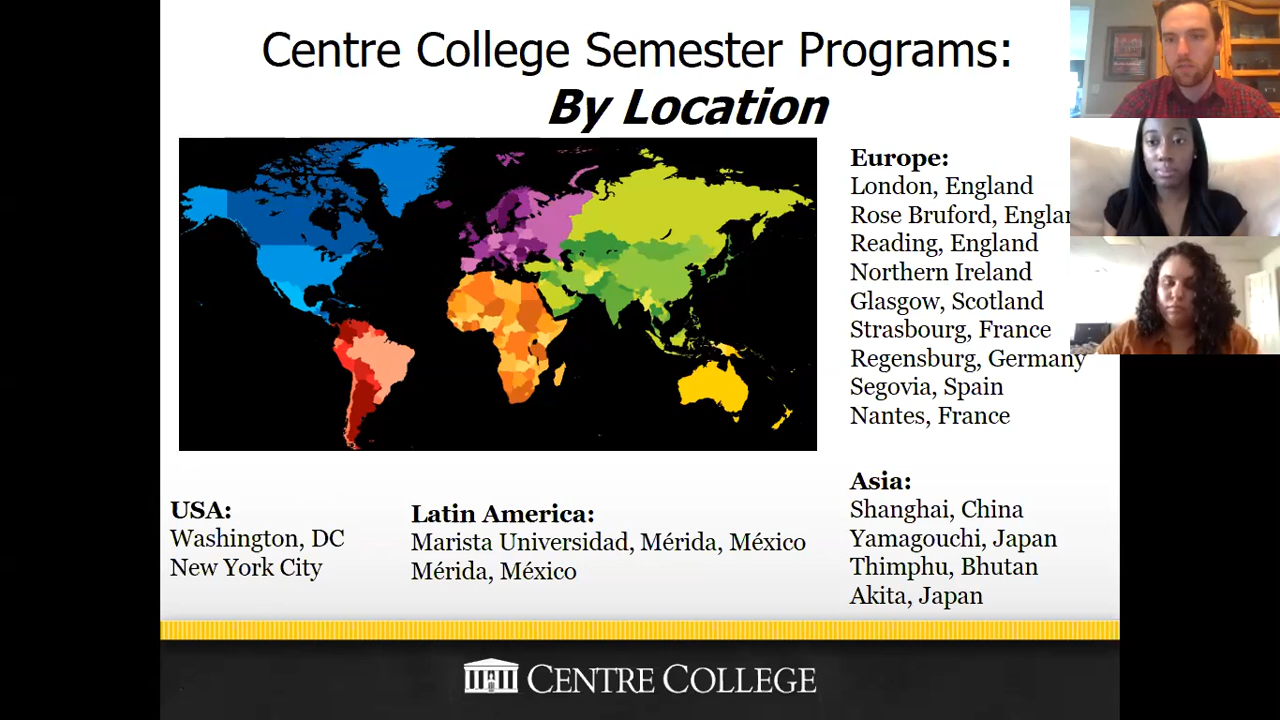 Centre College Semester Programs:
By Location
Europe:
London, England
Rose Bruford,
Reading, England
Northern Ireland
Glasgow, Scotland
Strasbourg, France
Regensburg, Germany
Segovia, Spain
Nantes, France
USA:
Washington, DC
New York City
Latin America:
Marista Universidad, Mérida, México
Mérida, México
Asia:
Shanghai, China
Yamagouchi, Japan
Thimphu, Bhutan
Akita, Japan
CENTRE COLLEGE